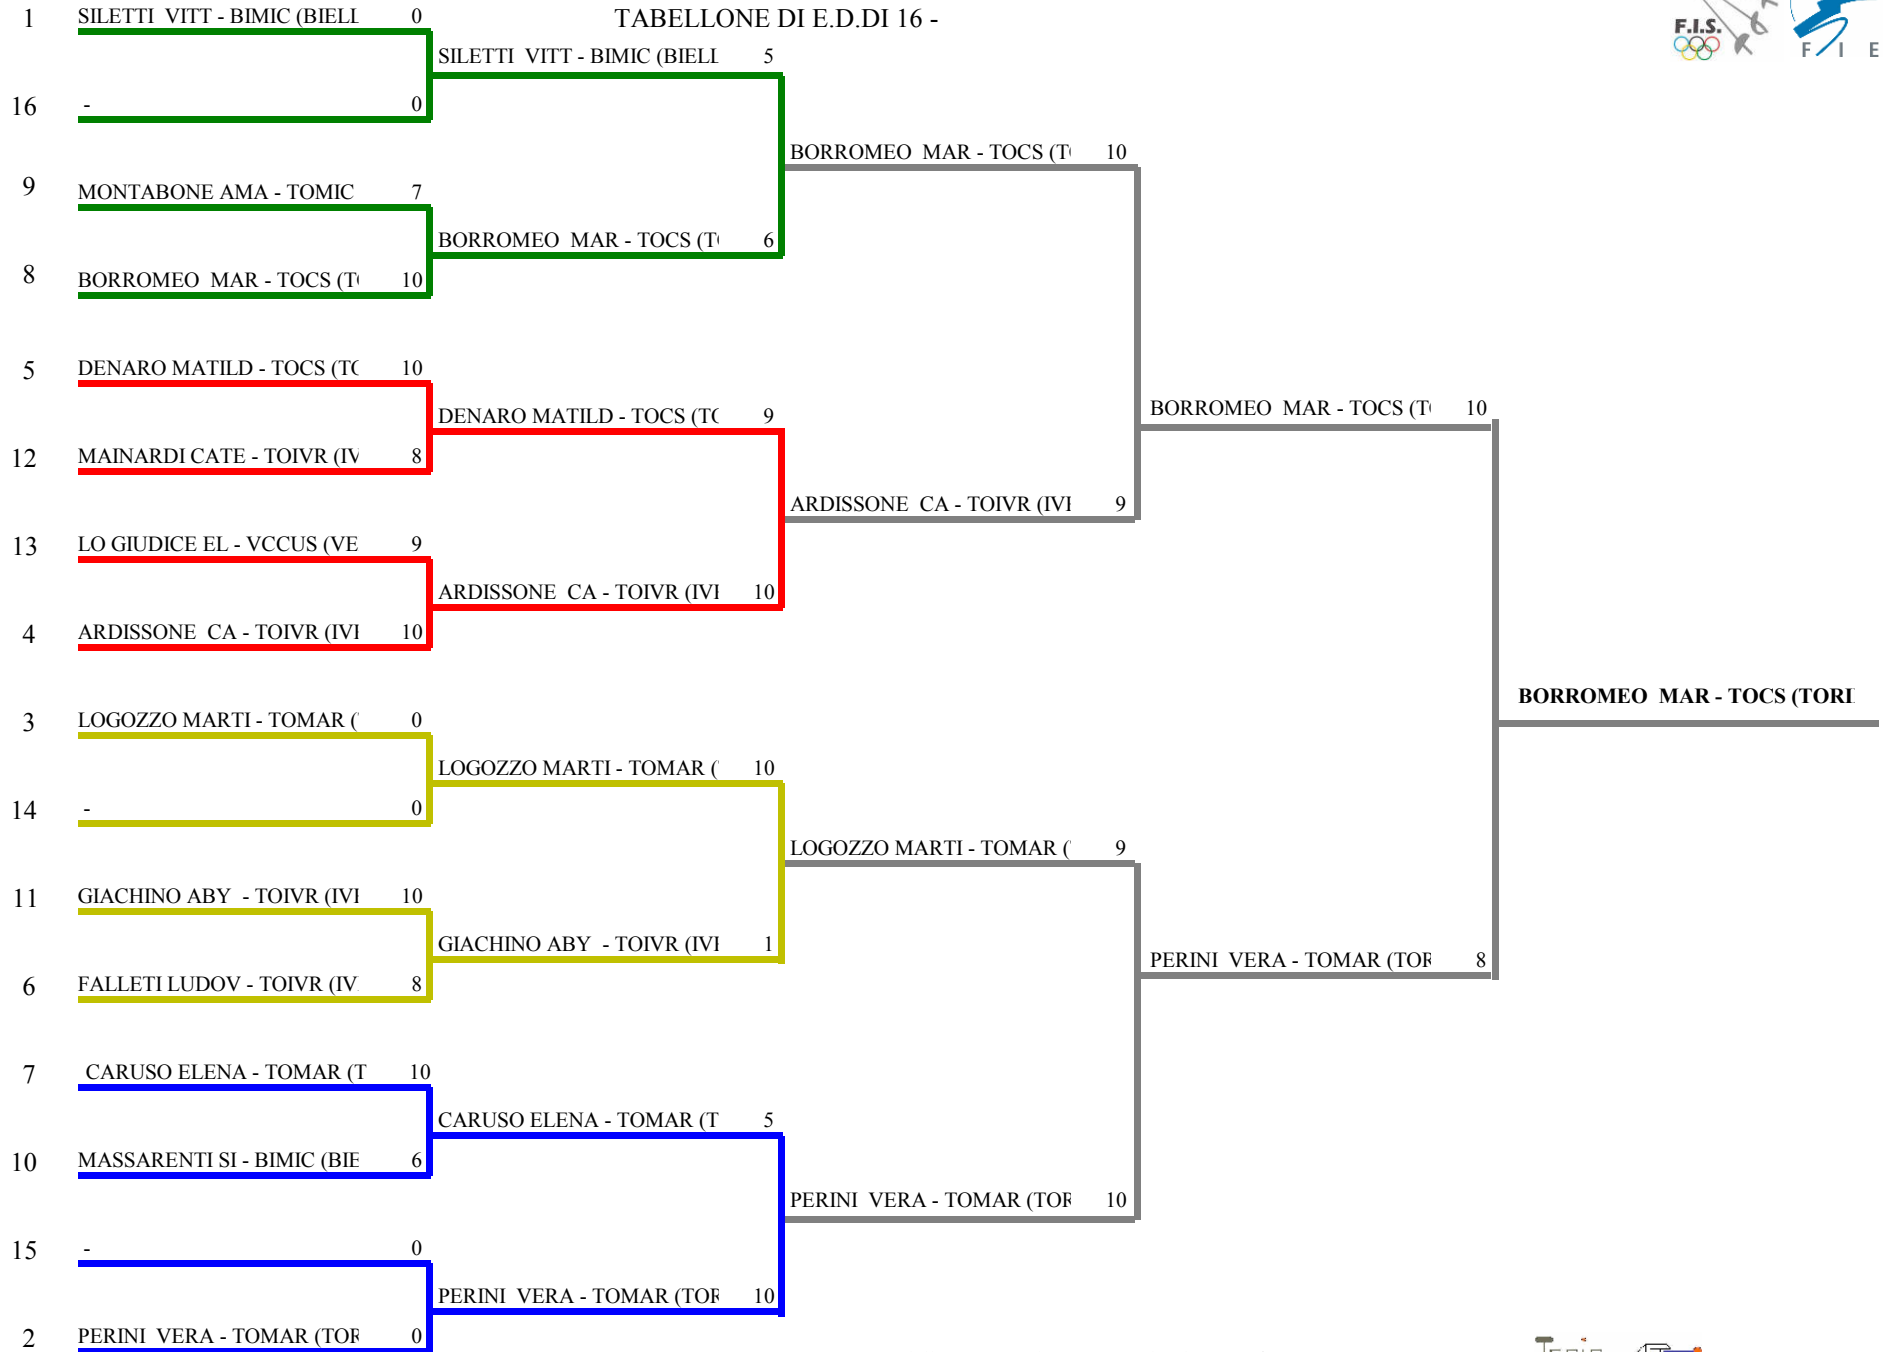 TABELLONE DI E.D.DI 16 -
F.I.S.
F I E
1 SILETTI VITT - BIMIC (BIELL 0
SILETTI VITT - BIMIC (BIELL 5
16 - 0
BORROMEO MAR - TOCS (T 10
9 MONTABONE AMA - TOMIC 7
BORROMEO MAR - TOCS (T 6
8 BORROMEO MAR - TOCS (T 10
5 DENARO MATILD - TOCS (TO 10
BORROMEO MAR - TOCS (T 10
DENARO MATILD - TOCS (TO 9
12 MAINARDI CATE - TOIVR (IV 8
ARDISSONE CA - TOIVR (IVI 9
13 LO GIUDICE EL - VCCUS (VE 9
ARDISSONE CA - TOIVR (IVI 10
4 ARDISSONE CA - TOIVR (IVI 10
BORROMEO MAR - TOCS (TORI
3 LOGOZZO MARTI - TOMAR ( 0
LOGOZZO MARTI - TOMAR ( 10
14 - 0
LOGOZZO MARTI - TOMAR ( 9
11 GIACHINO ABY - TOIVR (IVI 10
GIACHINO ABY - TOIVR (IVI 1
PERINI VERA - TOMAR (TOR 8
6 FALLETI LUDOV - TOIVR (IV 8
7 CARUSO ELENA - TOMAR (T 10
CARUSO ELENA - TOMAR (T 5
10 MASSARENTI SI - BIMIC (BIE 6
PERINI VERA - TOMAR (TOR 10
15 - 0
PERINI VERA - TOMAR (TOR 10
2 PERINI VERA - TOMAR (TOR 0